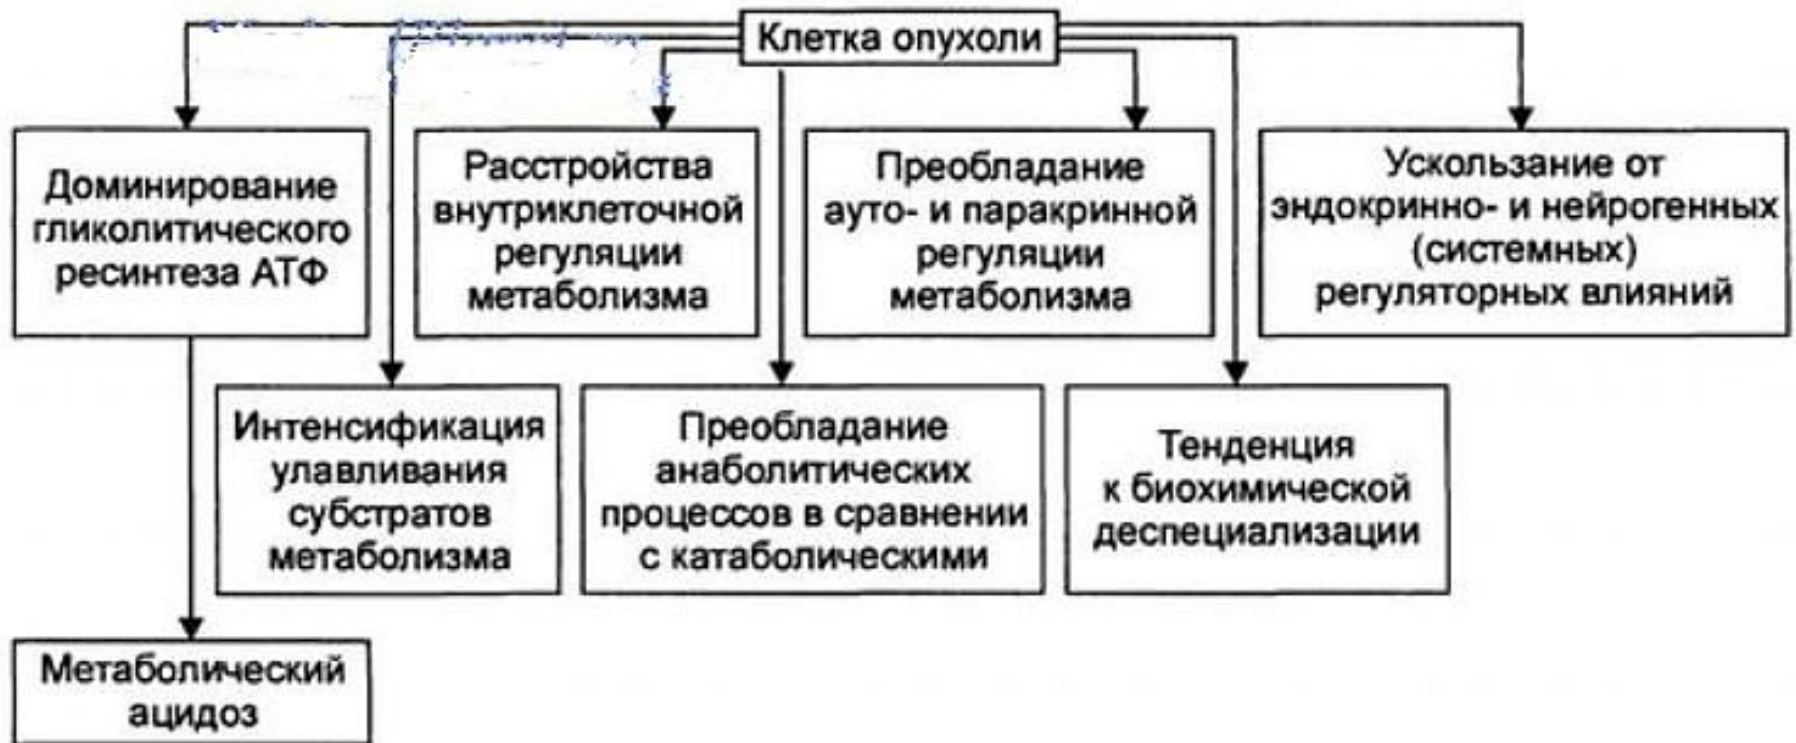 Клетка опухоли
Доминирование
гликолитического
ресинтеза АТФ
Расстройства
внутриклеточной
регуляции
метаболизма
Преобладание
ауто- и паракринной
регуляции
метаболизма
Ускользание от
эндокринно- и нейрогенных
(системных)
регуляторных влияний
Интенсификация
улавливания
субстратов
метаболизма
Преобладание
анаболитических
процессов в сравнении
с катаболическими
Тенденция
к биохимической
деспециализации
Метаболический
ацидоз